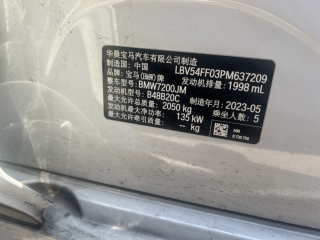 华晨宝马汽车有限公司制造
制造国：中国 LBV54FF03PM637209
整车品牌：宝马(BMW)牌 发动机排量：1998 mL
整车型号：BMW7200JM
发动机型号：B48B20C 制造年月：2023-05
最大允许总质量：2050 kg 乘坐人数：5
发动机最大净功率：135 kW
最大允许牵引质量：-- kg